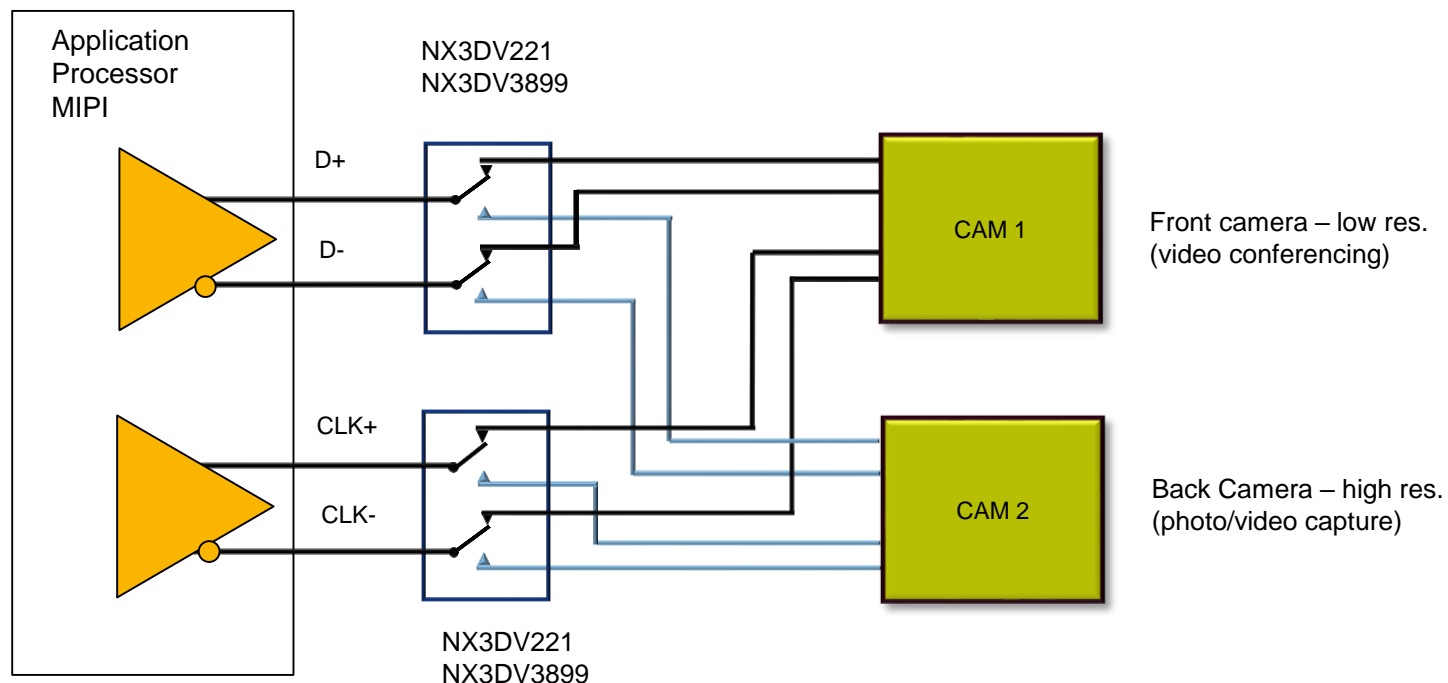 Application
Processor
MIPI
NX3DV221
NX3DV3899
D+
D-
CAM 1
Front camera – low res.
(video conferencing)
CLK+
CLK-
CAM 2
Back Camera – high res.
(photo/video capture)
NX3DV221
NX3DV3899